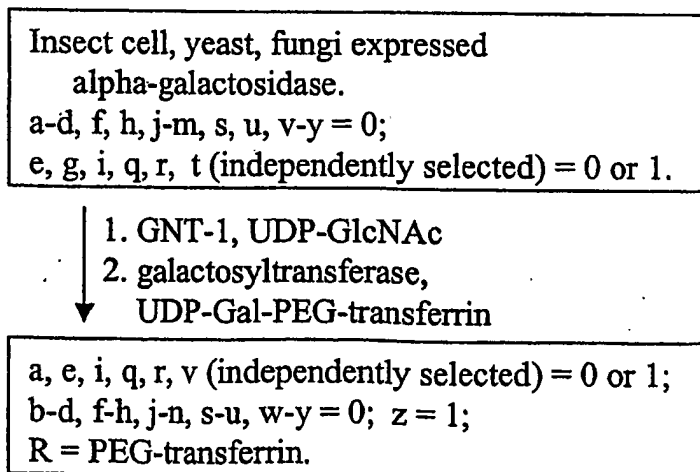 Insect cell, yeast, fungi expressed
alpha-galactosidase.
a-d, f, h, j-m, s, u, v-y = 0;
e, g, i, q, r, t (independently selected) = 0 or 1.
1. GNT-1, UDP-GlcNAc
2. galactosyltransferase,
UDP-Gal-PEG-transferrin
a, e, i, q, r, v (independently selected) = 0 or 1;
b-d, f-h, j-n, s-u, w-y = 0; z = 1;
R = PEG-transferrin.